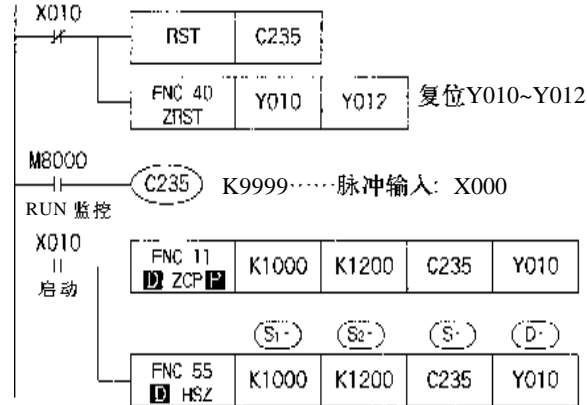 X010
RST C235
FNC 40 ZRST Y010 Y012 复位Y010~Y012
M8000
C235 K9999……脉冲输入: X000
RUN 监控
X010
启动
FNC 11 D ZCP P K1000 K1200 C235 Y010
S1· S2· S· D·
FNC 55 D HSZ K1000 K1200 C235 Y010